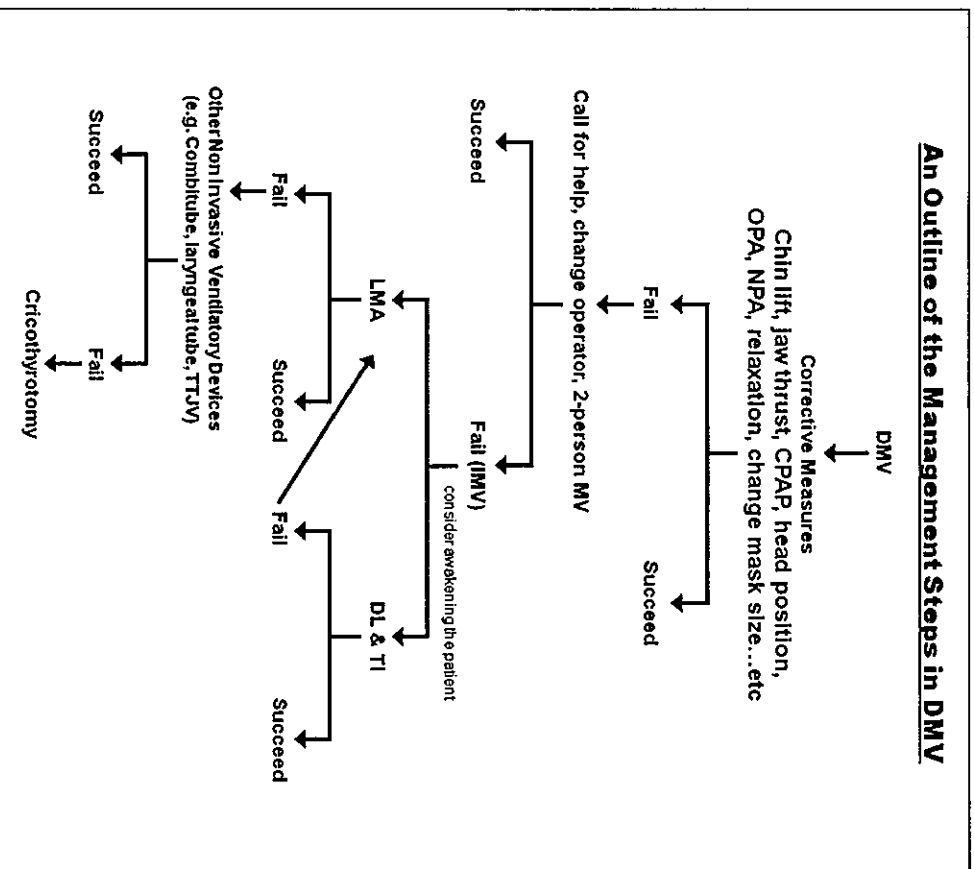 An Outline of the Management Steps in DMV
DMV
Corrective Measures
Chin lift, jaw thrust, CPAP, head position,
OPA, NPA, relaxation, change mask size...etc
Fail
Succeed
Call for help, change operator, 2-person MV
Succeed
Fail (IMV)
consider awakening the patient
LMA
DL & TI
Fail
Succeed
Fail
Succeed
Other Non Invasive Ventilatory Devices
(e.g. Combitube, laryngeal tube, TTJV)
Succeed
Fail
Cricothyrotomy